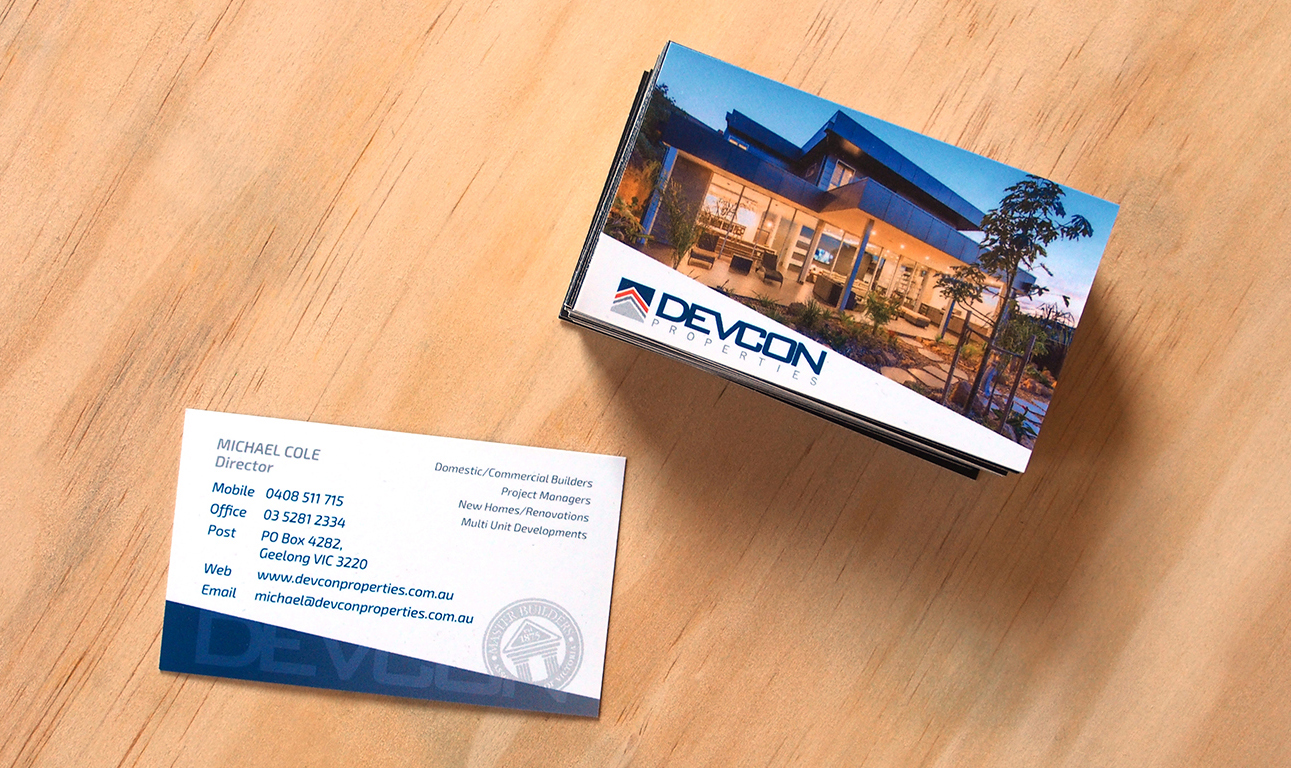 DEVCON
PROPERTIES
MICHAEL COLE
Director
Mobile 0408 511 715
Office 03 5281 2334
Post PO Box 4282,
Geelong VIC 3220
Web www.devconproperties.com.au
Email michael@devconproperties.com.au
Domestic/Commercial Builders
Project Managers
New Homes/Renovations
Multi Unit Developments
MASTER BUILDERS
1875
VICTORIA
DEVCON